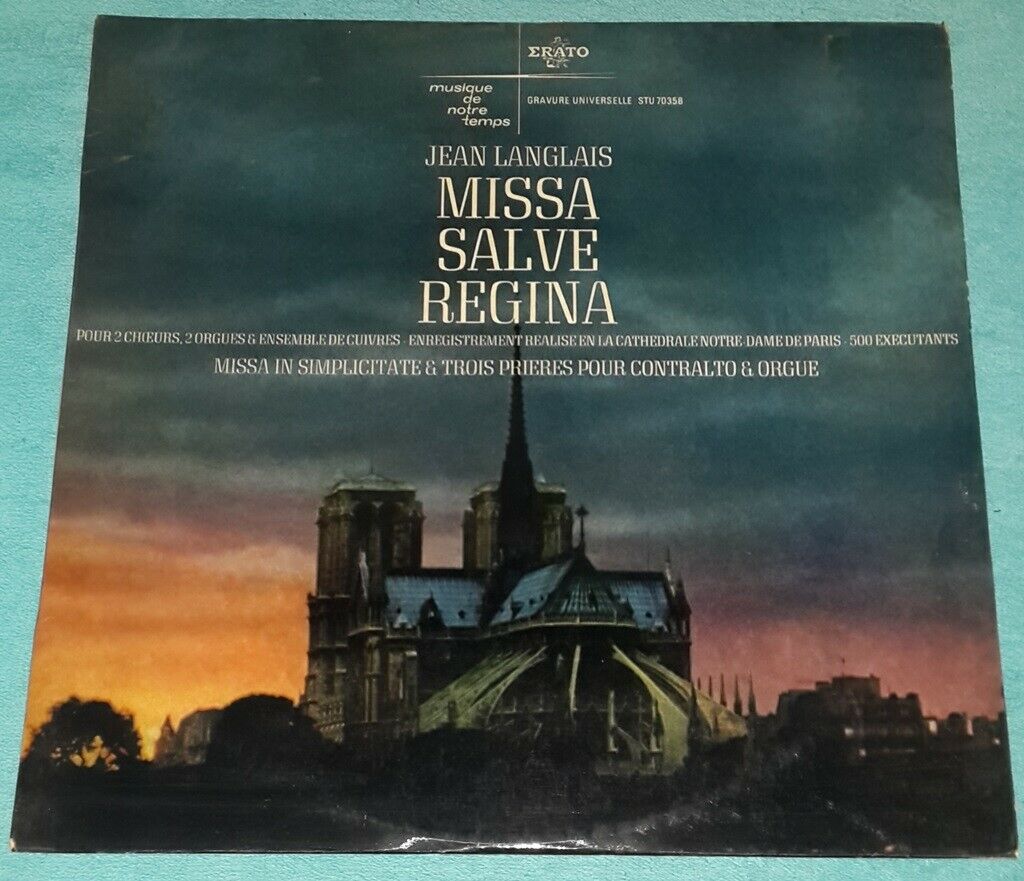 ΣRATO
musique
de
notre
temps
GRAVURE UNIVERSELLE STU 70358
JEAN LANGLAIS
MISSA
SALVE
REGINA
POUR 2 CHŒURS, 2 ORGUES & ENSEMBLE DE CUIVRES · ENREGISTREMENT REALISE EN LA CATHEDRALE NOTRE-DAME DE PARIS · 500 EXECUTANTS
MISSA IN SIMPLICITATE & TROIS PRIERES POUR CONTRALTO & ORGUE